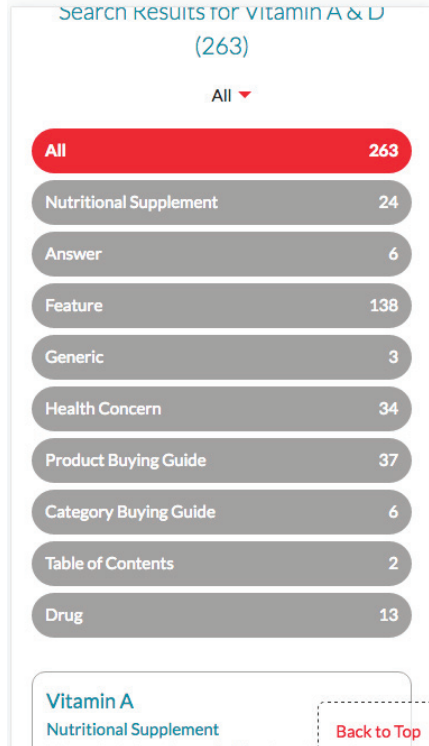 Search Results for Vitamin A & D
(263)
All
All 263
Nutritional Supplement 24
Answer 6
Feature 138
Generic 3
Health Concern 34
Product Buying Guide 37
Category Buying Guide 6
Table of Contents 2
Drug 13
Vitamin A
Nutritional Supplement
Back to Top